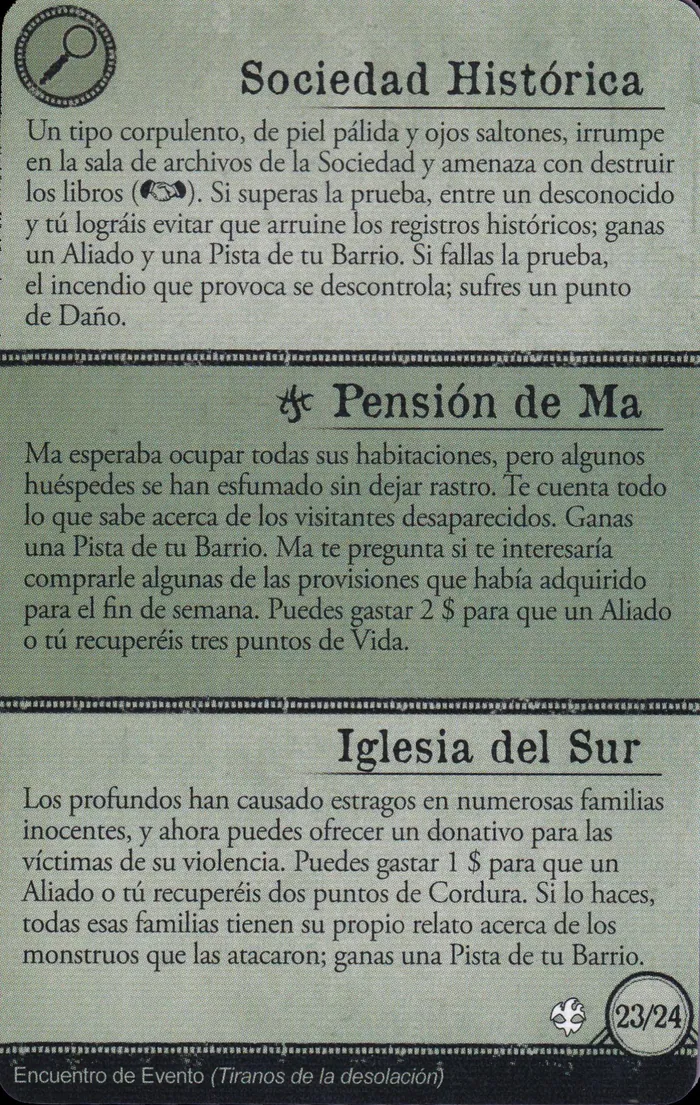 Sociedad Histórica
Un tipo corpulento, de piel pálida y ojos saltones, irrumpe
en la sala de archivos de la Sociedad y amenaza con destruir
los libros ( ). Si superas la prueba, entre un desconocido
y tú lográis evitar que arruine los registros históricos; ganas
un Aliado y una Pista de tu Barrio. Si fallas la prueba,
el incendio que provoca se descontrola; sufres un punto
de Daño.
Pensión de Ma
Ma esperaba ocupar todas sus habitaciones, pero algunos
huéspedes se han esfumado sin dejar rastro. Te cuenta todo
lo que sabe acerca de los visitantes desaparecidos. Ganas
una Pista de tu Barrio. Ma te pregunta si te interesaría
comprarle algunas de las provisiones que había adquirido
para el fin de semana. Puedes gastar 2 $ para que un Aliado
o tú recuperéis tres puntos de Vida.
Iglesia del Sur
Los profundos han causado estragos en numerosas familias
inocentes, y ahora puedes ofrecer un donativo para las
víctimas de su violencia. Puedes gastar 1 $ para que un
Aliado o tú recuperéis dos puntos de Cordura. Si lo haces,
todas esas familias tienen su propio relato acerca de los
monstruos que las atacaron; ganas una Pista de tu Barrio.
23/24
Encuentro de Evento (Tiranos de la desolación)